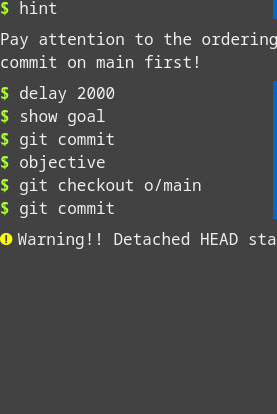 $ hint
Pay attention to the ordering
commit on main first!
$ delay 2000
$ show goal
$ git commit
$ objective
$ git checkout o/main
$ git commit
! Warning!! Detached HEAD sta